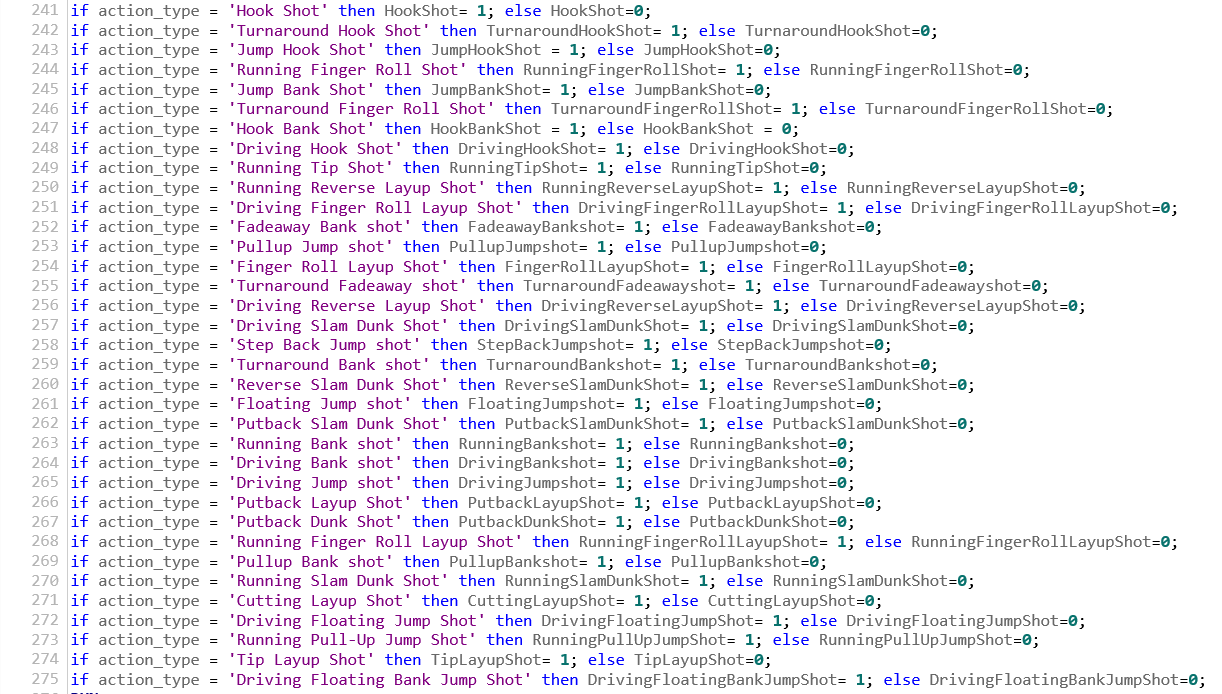 241 if action_type = 'Hook Shot' then HookShot= 1; else HookShot=0;
242 if action_type = 'Turnaround Hook Shot' then TurnaroundHookShot= 1; else TurnaroundHookShot=0;
243 if action_type = 'Jump Hook Shot' then JumpHookShot = 1; else JumpHookShot=0;
244 if action_type = 'Running Finger Roll Shot' then RunningFingerRollShot= 1; else RunningFingerRollShot=0;
245 if action_type = 'Jump Bank Shot' then JumpBankShot= 1; else JumpBankShot=0;
246 if action_type = 'Turnaround Finger Roll Shot' then TurnaroundFingerRollShot= 1; else TurnaroundFingerRollShot=0;
247 if action_type = 'Hook Bank Shot' then HookBankShot = 1; else HookBankShot = 0;
248 if action_type = 'Driving Hook Shot' then DrivingHookShot= 1; else DrivingHookShot=0;
249 if action_type = 'Running Tip Shot' then RunningTipShot= 1; else RunningTipShot=0;
250 if action_type = 'Running Reverse Layup Shot' then RunningReverseLayupShot= 1; else RunningReverseLayupShot=0;
251 if action_type = 'Driving Finger Roll Layup Shot' then DrivingFingerRollLayupShot= 1; else DrivingFingerRollLayupShot=0;
252 if action_type = 'Fadeaway Bank shot' then FadeawayBankshot= 1; else FadeawayBankshot=0;
253 if action_type = 'Pullup Jump shot' then PullupJumpshot= 1; else PullupJumpshot=0;
254 if action_type = 'Finger Roll Layup Shot' then FingerRollLayupShot= 1; else FingerRollLayupShot=0;
255 if action_type = 'Turnaround Fadeaway shot' then TurnaroundFadeawayshot= 1; else TurnaroundFadeawayshot=0;
256 if action_type = 'Driving Reverse Layup Shot' then DrivingReverseLayupShot= 1; else DrivingReverseLayupShot=0;
257 if action_type = 'Driving Slam Dunk Shot' then DrivingSlamDunkShot= 1; else DrivingSlamDunkShot=0;
258 if action_type = 'Step Back Jump shot' then StepBackJumpshot= 1; else StepBackJumpshot=0;
259 if action_type = 'Turnaround Bank shot' then TurnaroundBankshot= 1; else TurnaroundBankshot=0;
260 if action_type = 'Reverse Slam Dunk Shot' then ReverseSlamDunkShot= 1; else ReverseSlamDunkShot=0;
261 if action_type = 'Floating Jump shot' then FloatingJumpshot= 1; else FloatingJumpshot=0;
262 if action_type = 'Putback Slam Dunk Shot' then PutbackSlamDunkShot= 1; else PutbackSlamDunkShot=0;
263 if action_type = 'Running Bank shot' then RunningBankshot= 1; else RunningBankshot=0;
264 if action_type = 'Driving Bank shot' then DrivingBankshot= 1; else DrivingBankshot=0;
265 if action_type = 'Driving Jump shot' then DrivingJumpshot= 1; else DrivingJumpshot=0;
266 if action_type = 'Putback Layup Shot' then PutbackLayupShot= 1; else PutbackLayupShot=0;
267 if action_type = 'Putback Dunk Shot' then PutbackDunkShot= 1; else PutbackDunkShot=0;
268 if action_type = 'Running Finger Roll Layup Shot' then RunningFingerRollLayupShot= 1; else RunningFingerRollLayupShot=0;
269 if action_type = 'Pullup Bank shot' then PullupBankshot= 1; else PullupBankshot=0;
270 if action_type = 'Running Slam Dunk Shot' then RunningSlamDunkShot= 1; else RunningSlamDunkShot=0;
271 if action_type = 'Cutting Layup Shot' then CuttingLayupShot= 1; else CuttingLayupShot=0;
272 if action_type = 'Driving Floating Jump Shot' then DrivingFloatingJumpShot= 1; else DrivingFloatingJumpShot=0;
273 if action_type = 'Running Pull-Up Jump Shot' then RunningPullUpJumpShot= 1; else RunningPullUpJumpShot=0;
274 if action_type = 'Tip Layup Shot' then TipLayupShot= 1; else TipLayupShot=0;
275 if action_type = 'Driving Floating Bank Jump Shot' then DrivingFloatingBankJumpShot= 1; else DrivingFloatingBankJumpShot=0;